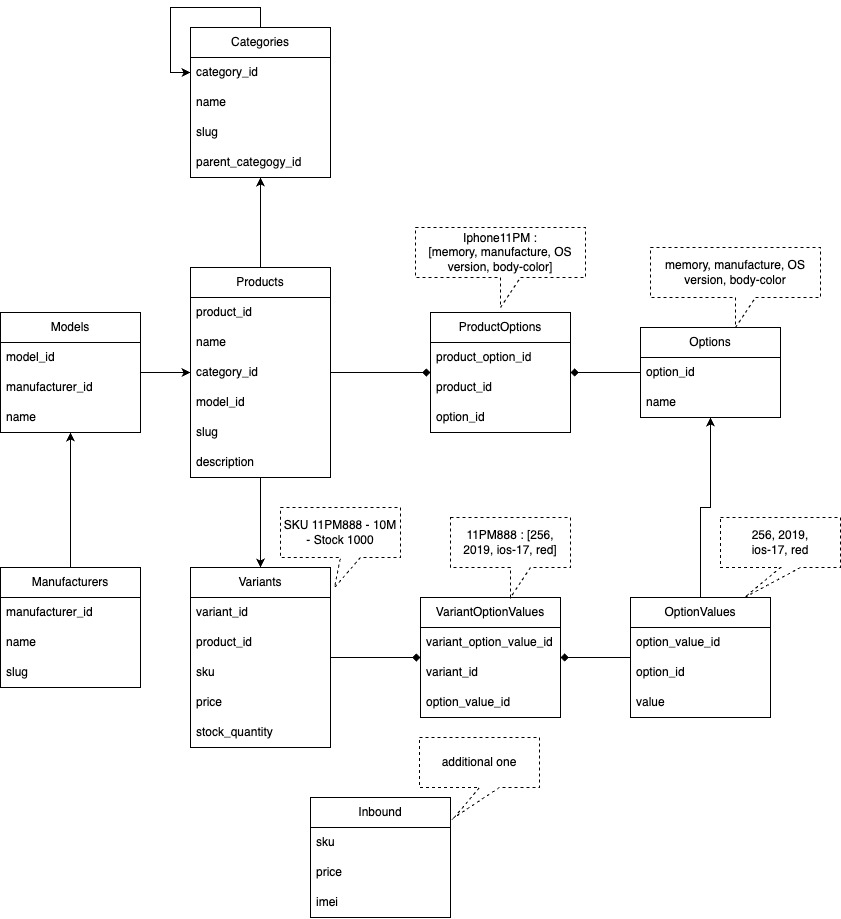 Categories
category_id
name
slug
parent_categogy_id
Iphone11PM :
[memory, manufacture, OS
version, body-color]
memory, manufacture, OS
version, body-color
Products
product_id
name
category_id
model_id
slug
description
Models
model_id
manufacturer_id
name
ProductOptions
product_option_id
product_id
option_id
Options
option_id
name
SKU 11PM888 - 10M
- Stock 1000
11PM888 : [256,
2019, ios-17, red]
256, 2019,
ios-17, red
Manufacturers
manufacturer_id
name
slug
Variants
variant_id
product_id
sku
price
stock_quantity
VariantOptionValues
variant_option_value_id
variant_id
option_value_id
OptionValues
option_value_id
option_id
value
additional one
Inbound
sku
price
imei